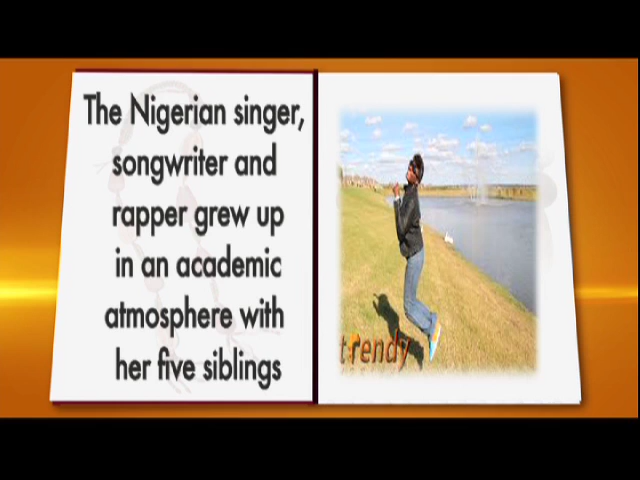 The Nigerian singer,
songwriter and
rapper grew up
in an academic
atmosphere with
her five siblings
trendy